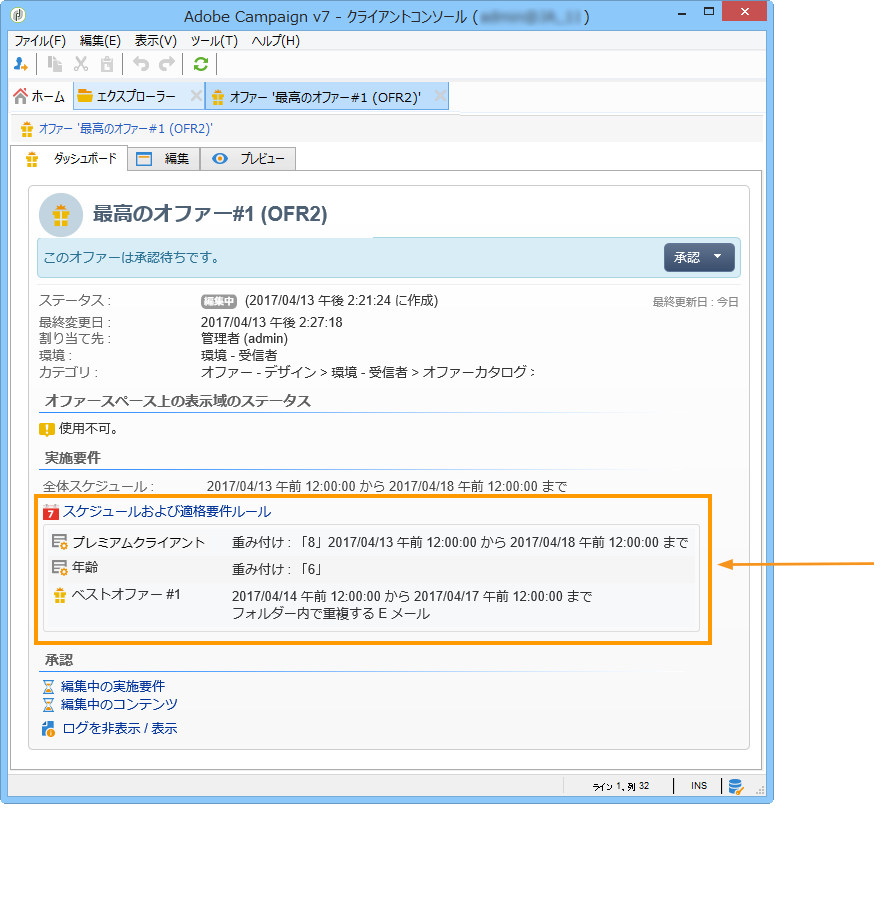 Adobe Campaign v7 - クライアントコンソール ( )
ファイル(F) 編集(E) 表示(V) ツール(T) ヘルプ(H)
ホーム エクスプローラー オファー '最高のオファー#1 (OFR2)'
オファー '最高のオファー#1 (OFR2)'
ダッシュボード 編集 プレビュー
最高のオファー#1 (OFR2)
このオファーは承認待ちです。 承認
ステータス : 編集中 (2017/04/13 午後 2:21:24 に作成) 最終更新日 : 今日
最終変更日 : 2017/04/13 午後 2:27:18
割り当て先 : 管理者 (admin)
環境 : 環境 - 受信者
カテゴリ : オファー - デザイン > 環境 - 受信者 > オファーカタログ :
オファースペース上の表示域のステータス
使用不可。
実施要件
全体スケジュール : 2017/04/13 午前 12:00:00 から 2017/04/18 午前 12:00:00 まで
7 スケジュールおよび適格要件ルール
プレミアムクライアント 重み付け : 「8」2017/04/13 午前 12:00:00 から 2017/04/18 午前 12:00:00 まで
年齢 重み付け : 「6」
ベストオファー #1 2017/04/14 午前 12:00:00 から 2017/04/17 午前 12:00:00 まで
フォルダー内で重複する E メール
承認
編集中の実施要件
編集中のコンテンツ
ログを非表示 / 表示
ライン 1、列 32 INS